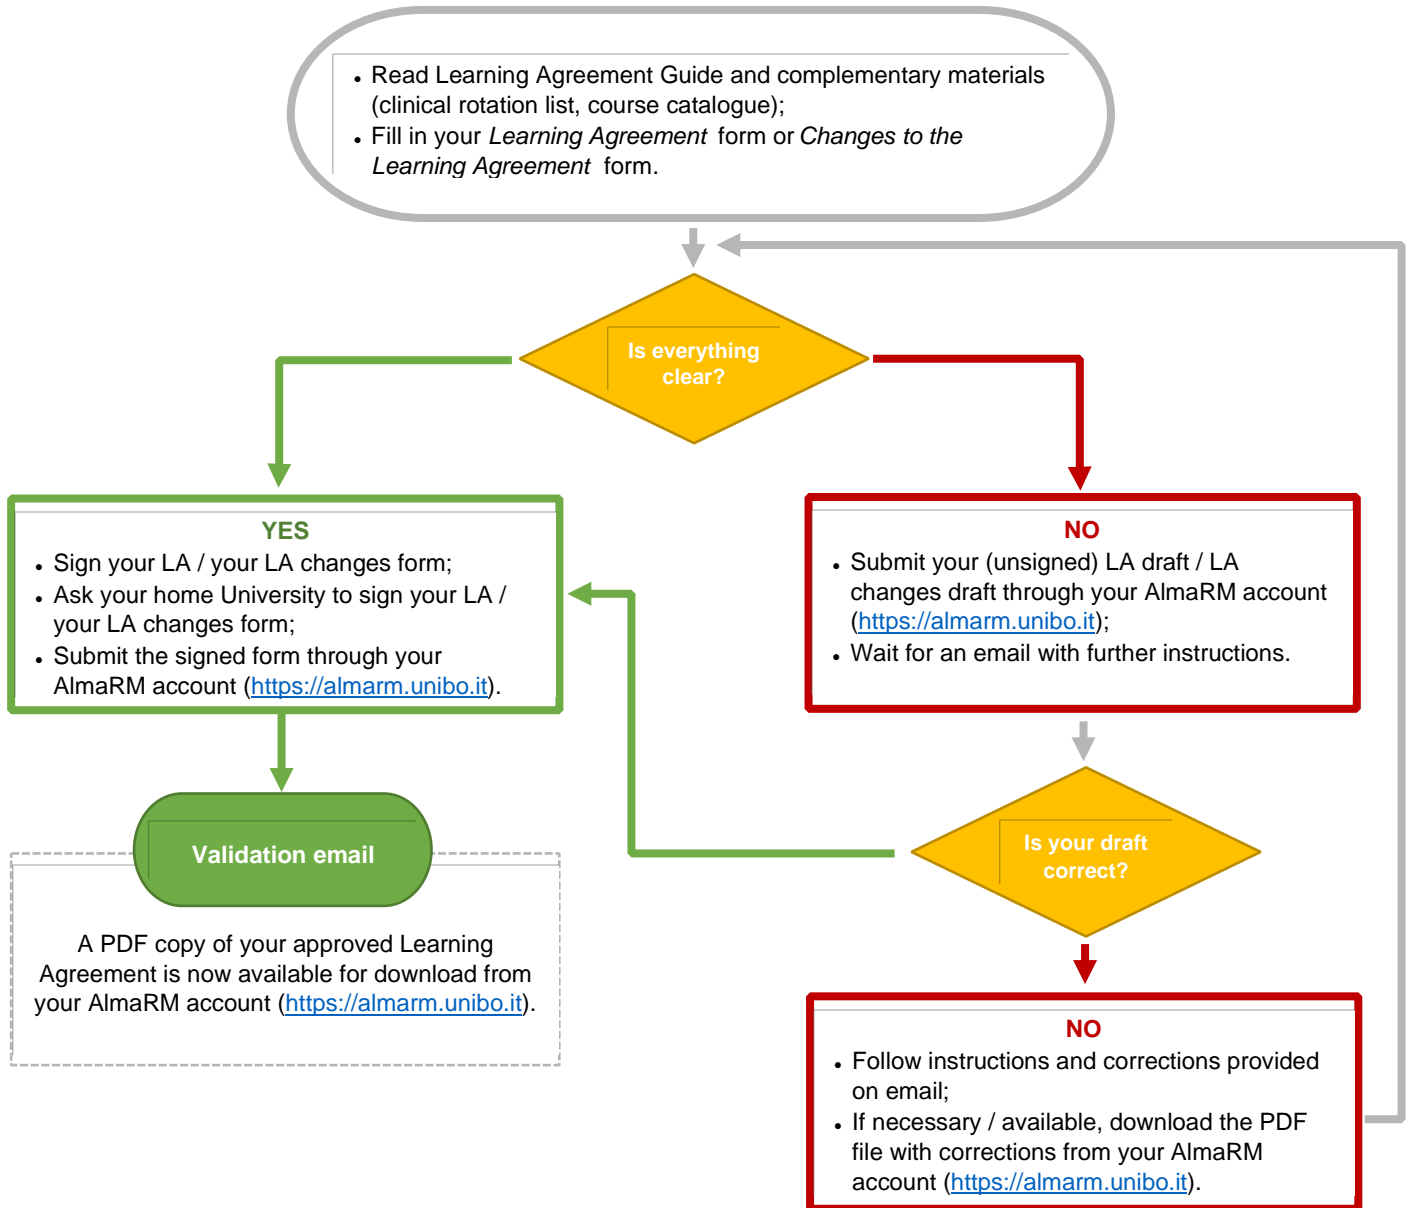 • Read Learning Agreement Guide and complementary materials
(clinical rotation list, course catalogue);
• Fill in your Learning Agreement form or Changes to the
Learning Agreement form.
Is everything
clear?
YES
• Sign your LA / your LA changes form;
• Ask your home University to sign your LA /
your LA changes form;
• Submit the signed form through your
AlmaRM account (https://almarm.unibo.it).
NO
• Submit your (unsigned) LA draft / LA
changes draft through your AlmaRM account
(https://almarm.unibo.it);
• Wait for an email with further instructions.
Validation email
A PDF copy of your approved Learning
Agreement is now available for download from
your AlmaRM account (https://almarm.unibo.it).
Is your draft
correct?
NO
• Follow instructions and corrections provided
on email;
• If necessary / available, download the PDF
file with corrections from your AlmaRM
account (https://almarm.unibo.it).